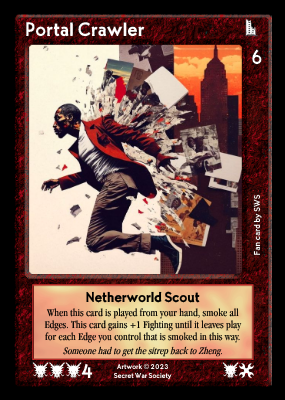 Portal Crawler
6
Fan card by SWS
Netherworld Scout
When this card is played from your hand, smoke all
Edges. This card gains +1 Fighting until it leaves play
for each Edge you control that is smoked in this way.
Someone had to get the sitrep back to Zheng.
4
Artwork © 2023
Secret War Society